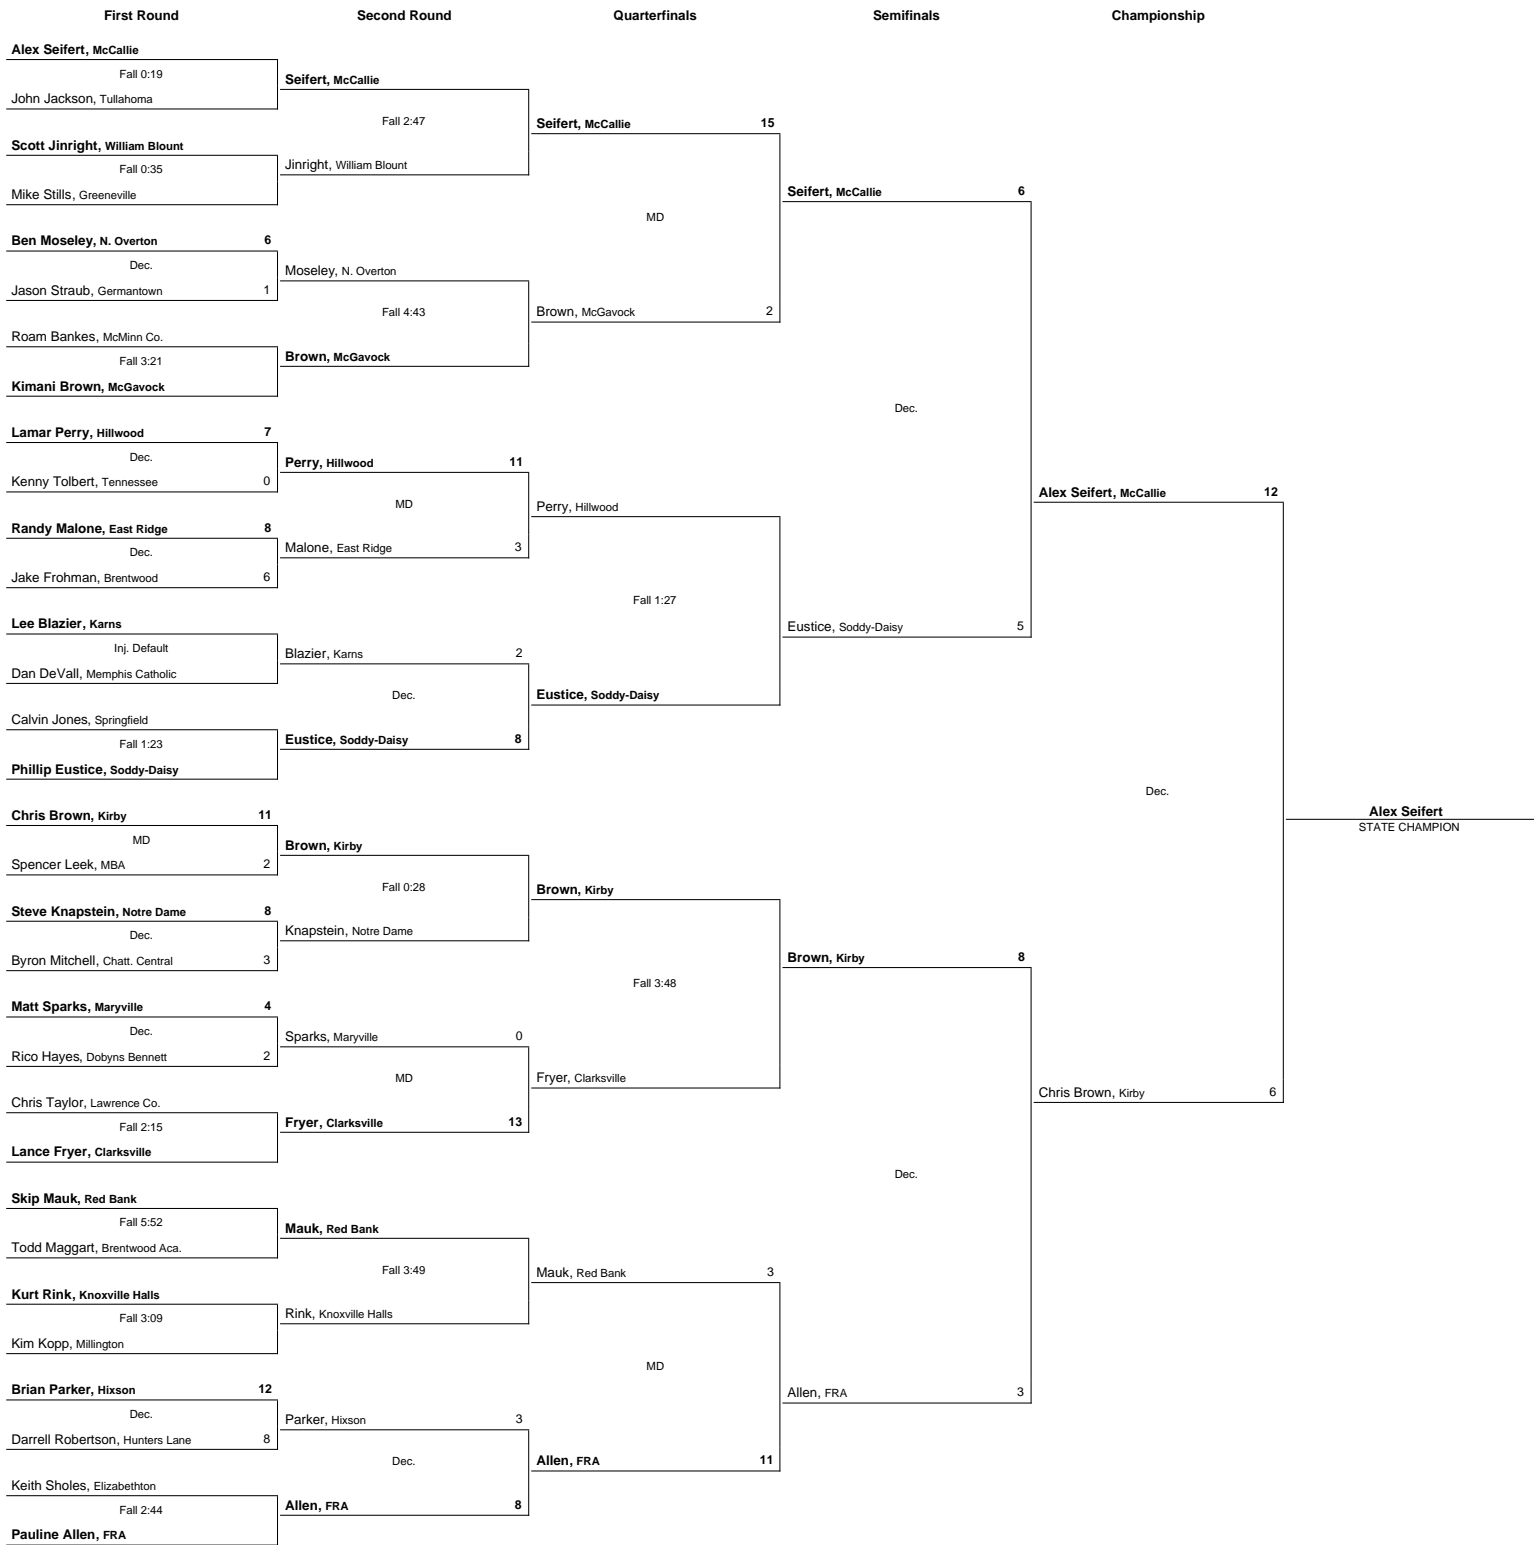 First Round Second Round Quarterfinals Semifinals Championship
Alex Seifert, McCallie
Fall 0:19
John Jackson, Tullahoma
Scott Jinright, William Blount
Fall 0:35
Mike Stills, Greeneville
Ben Moseley, N. Overton 6
Dec.
Jason Straub, Germantown 1
Roam Bankes, McMinn Co.
Fall 3:21
Kimani Brown, McGavock
Lamar Perry, Hillwood 7
Dec.
Kenny Tolbert, Tennessee 0
Randy Malone, East Ridge 8
Dec.
Jake Frohman, Brentwood 6
Lee Blazier, Karns
Inj. Default
Dan DeVall, Memphis Catholic
Calvin Jones, Springfield
Fall 1:23
Phillip Eustice, Soddy-Daisy
Chris Brown, Kirby 11
MD
Spencer Leek, MBA 2
Steve Knapstein, Notre Dame 8
Dec.
Byron Mitchell, Chatt. Central 3
Matt Sparks, Maryville 4
Dec.
Rico Hayes, Dobyns Bennett 2
Chris Taylor, Lawrence Co.
Fall 2:15
Lance Fryer, Clarksville
Skip Mauk, Red Bank
Fall 5:52
Todd Maggart, Brentwood Aca.
Kurt Rink, Knoxville Halls
Fall 3:09
Kim Kopp, Millington
Brian Parker, Hixson 12
Dec.
Darrell Robertson, Hunters Lane 8
Keith Sholes, Elizabethton
Fall 2:44
Pauline Allen, FRA
Seifert, McCallie
Fall 2:47
Jinright, William Blount
Moseley, N. Overton
Fall 4:43
Brown, McGavock
Perry, Hillwood 11
MD
Malone, East Ridge 3
Blazier, Karns 2
Dec.
Eustice, Soddy-Daisy 8
Brown, Kirby
Fall 0:28
Knapstein, Notre Dame
Sparks, Maryville 0
MD
Fryer, Clarksville 13
Mauk, Red Bank
Fall 3:49
Rink, Knoxville Halls
Parker, Hixson 3
Dec.
Allen, FRA 8
Seifert, McCallie 15
MD
Brown, McGavock 2
Perry, Hillwood
Fall 1:27
Eustice, Soddy-Daisy
Brown, Kirby
Fall 3:48
Fryer, Clarksville
Mauk, Red Bank 3
MD
Allen, FRA 11
Seifert, McCallie 6
Dec.
Eustice, Soddy-Daisy 5
Brown, Kirby 8
Dec.
Allen, FRA 3
Alex Seifert, McCallie 12
Dec.
Chris Brown, Kirby 6
Alex Seifert
STATE CHAMPION